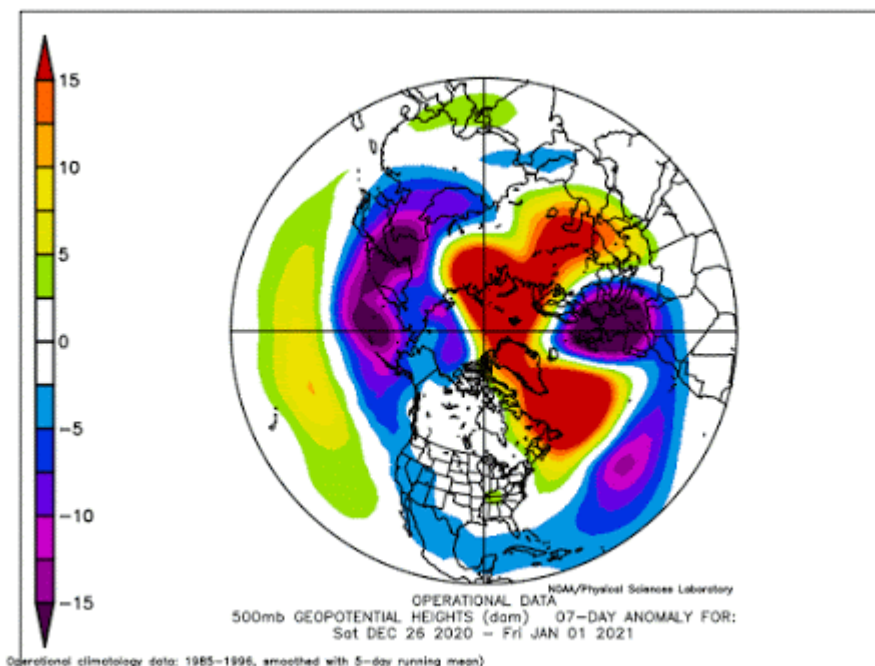 15
10
5
0
−5
−10
−15
NOAA/Physical Sciences Laboratory
OPERATIONAL DATA
500mb GEOPOTENTIAL HEIGHTS (dam) 07−DAY ANOMALY FOR:
Sat DEC 26 2020 − Fri JAN 01 2021
Operational climatology data: 1985−1996, smoothed with 5−day running mean)